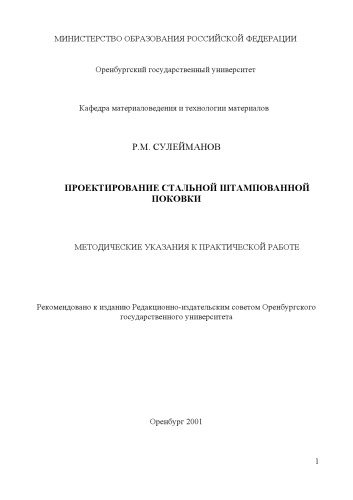 МИНИСТЕРСТВО ОБРАЗОВАНИЯ РОССИЙСКОЙ ФЕДЕРАЦИИ
Оренбургский государственный университет
Кафедра материаловедения и технологии материалов
Р.М. СУЛЕЙМАНОВ
ПРОЕКТИРОВАНИЕ СТАЛЬНОЙ ШТАМПОВАННОЙ
ПОКОВКИ
МЕТОДИЧЕСКИЕ УКАЗАНИЯ К ПРАКТИЧЕСКОЙ РАБОТЕ
Рекомендовано к изданию Редакционно-издательским советом Оренбургского
государственного университета
Оренбург 2001
1